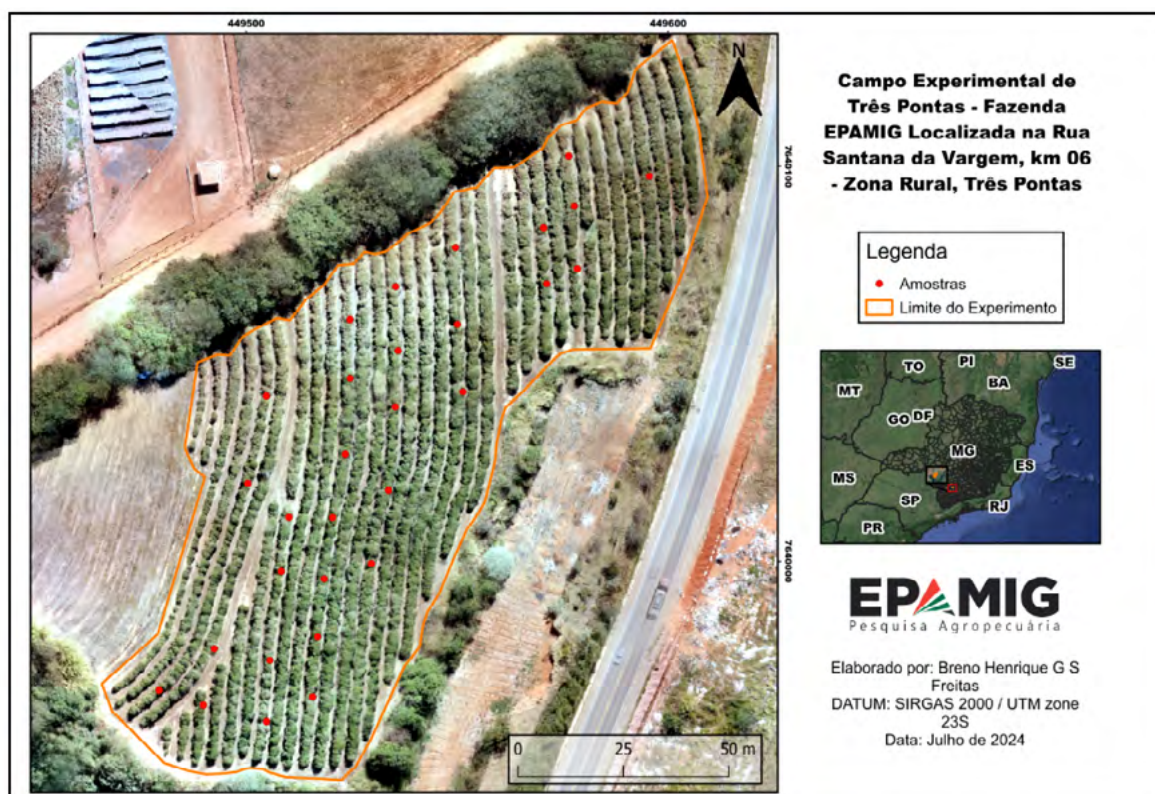 449500
449600
N
7640100
7640000
0
25
50 m
Campo Experimental de
Três Pontas - Fazenda
EPAMIG Localizada na Rua
Santana da Vargem, km 06
- Zona Rural, Três Pontas
Legenda
Amostras
Limite do Experimento
PI
SE
TO
MT
BA
GO
DF
MG
ES
MS
SP
RJ
PR
EPAMIG
Pesquisa Agropecuária
Elaborado por: Breno Henrique G S
Freitas
DATUM: SIRGAS 2000 / UTM zone
23S
Data: Julho de 2024